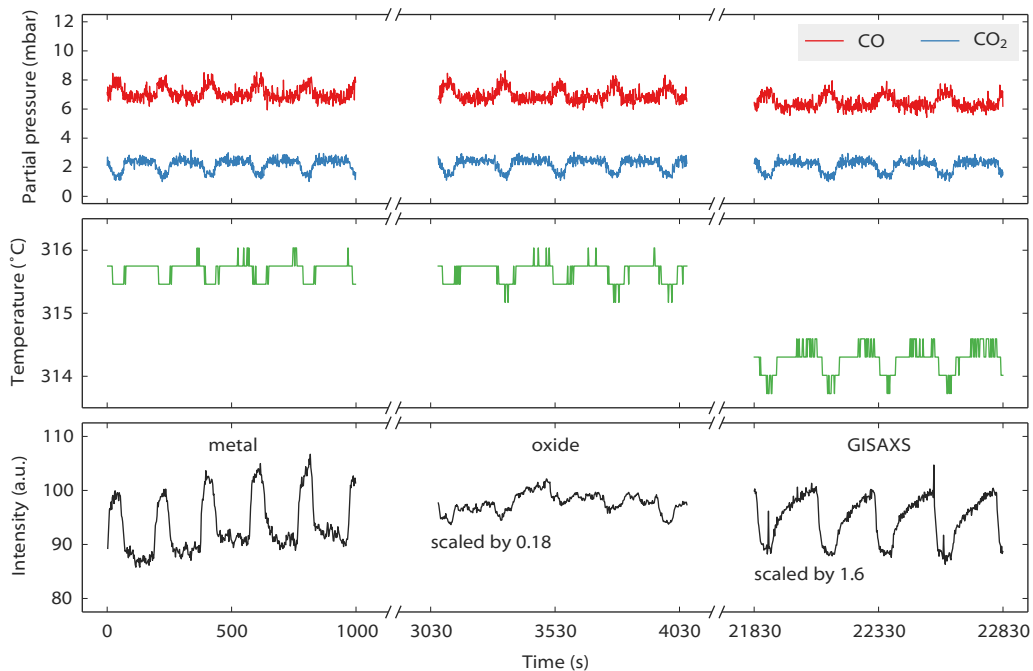 12
10
8
6
4
2
0
Partial pressure (mbar)
CO
CO₂
316
315
314
Temperature (˚C)
110
100
90
80
Intensity (a.u.)
metal
oxide
GISAXS
scaled by 0.18
scaled by 1.6
0 500 1000 3030 3530 4030 21830 22330 22830
Time (s)